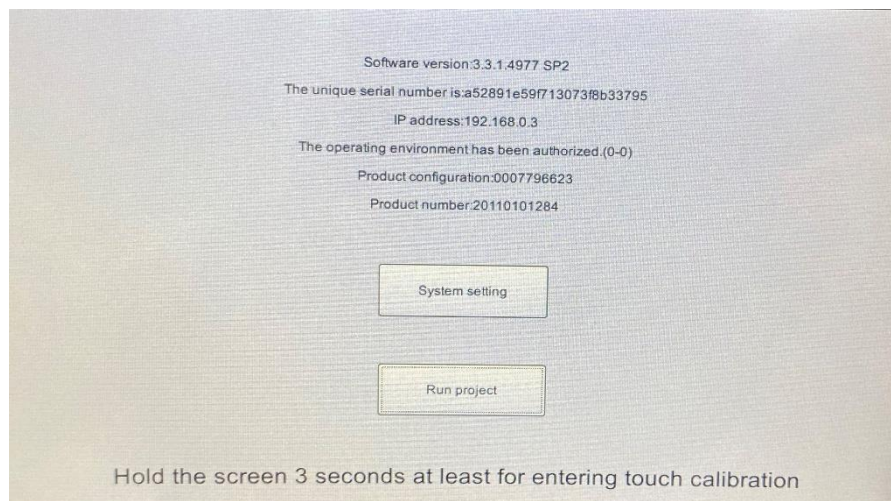 Software version:3.3.1.4977 SP2
The unique serial number is:a52891e59f713073f8b33795
IP address:192.168.0.3
The operating environment has been authorized.(0-0)
Product configuration:0007796623
Product number:20110101284
System setting
Run project
Hold the screen 3 seconds at least for entering touch calibration